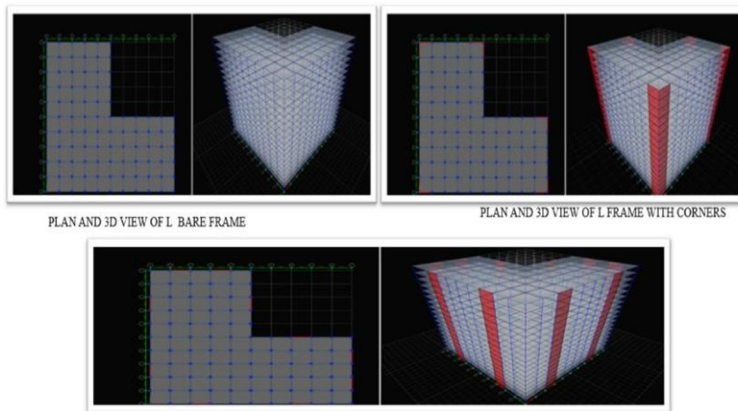 PLAN AND 3D VIEW OF L BARE FRAME
PLAN AND 3D VIEW OF L FRAME WITH CORNERS